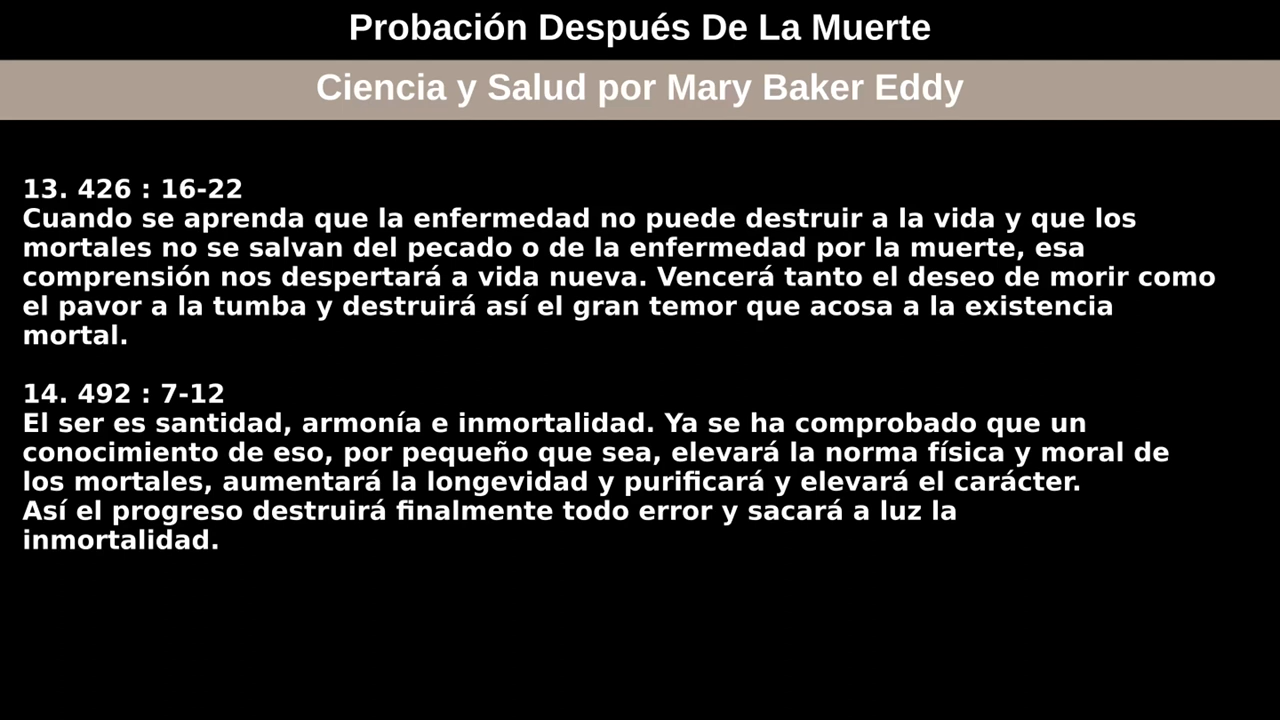 Probación Después De La Muerte
Ciencia y Salud por Mary Baker Eddy
13. 426 : 16-22
Cuando se aprenda que la enfermedad no puede destruir a la vida y que los
mortales no se salvan del pecado o de la enfermedad por la muerte, esa
comprensión nos despertará a vida nueva. Vencerá tanto el deseo de morir como
el pavor a la tumba y destruirá así el gran temor que acosa a la existencia
mortal.
14. 492 : 7-12
El ser es santidad, armonía e inmortalidad. Ya se ha comprobado que un
conocimiento de eso, por pequeño que sea, elevará la norma física y moral de
los mortales, aumentará la longevidad y purificará y elevará el carácter.
Así el progreso destruirá finalmente todo error y sacará a luz la
inmortalidad.